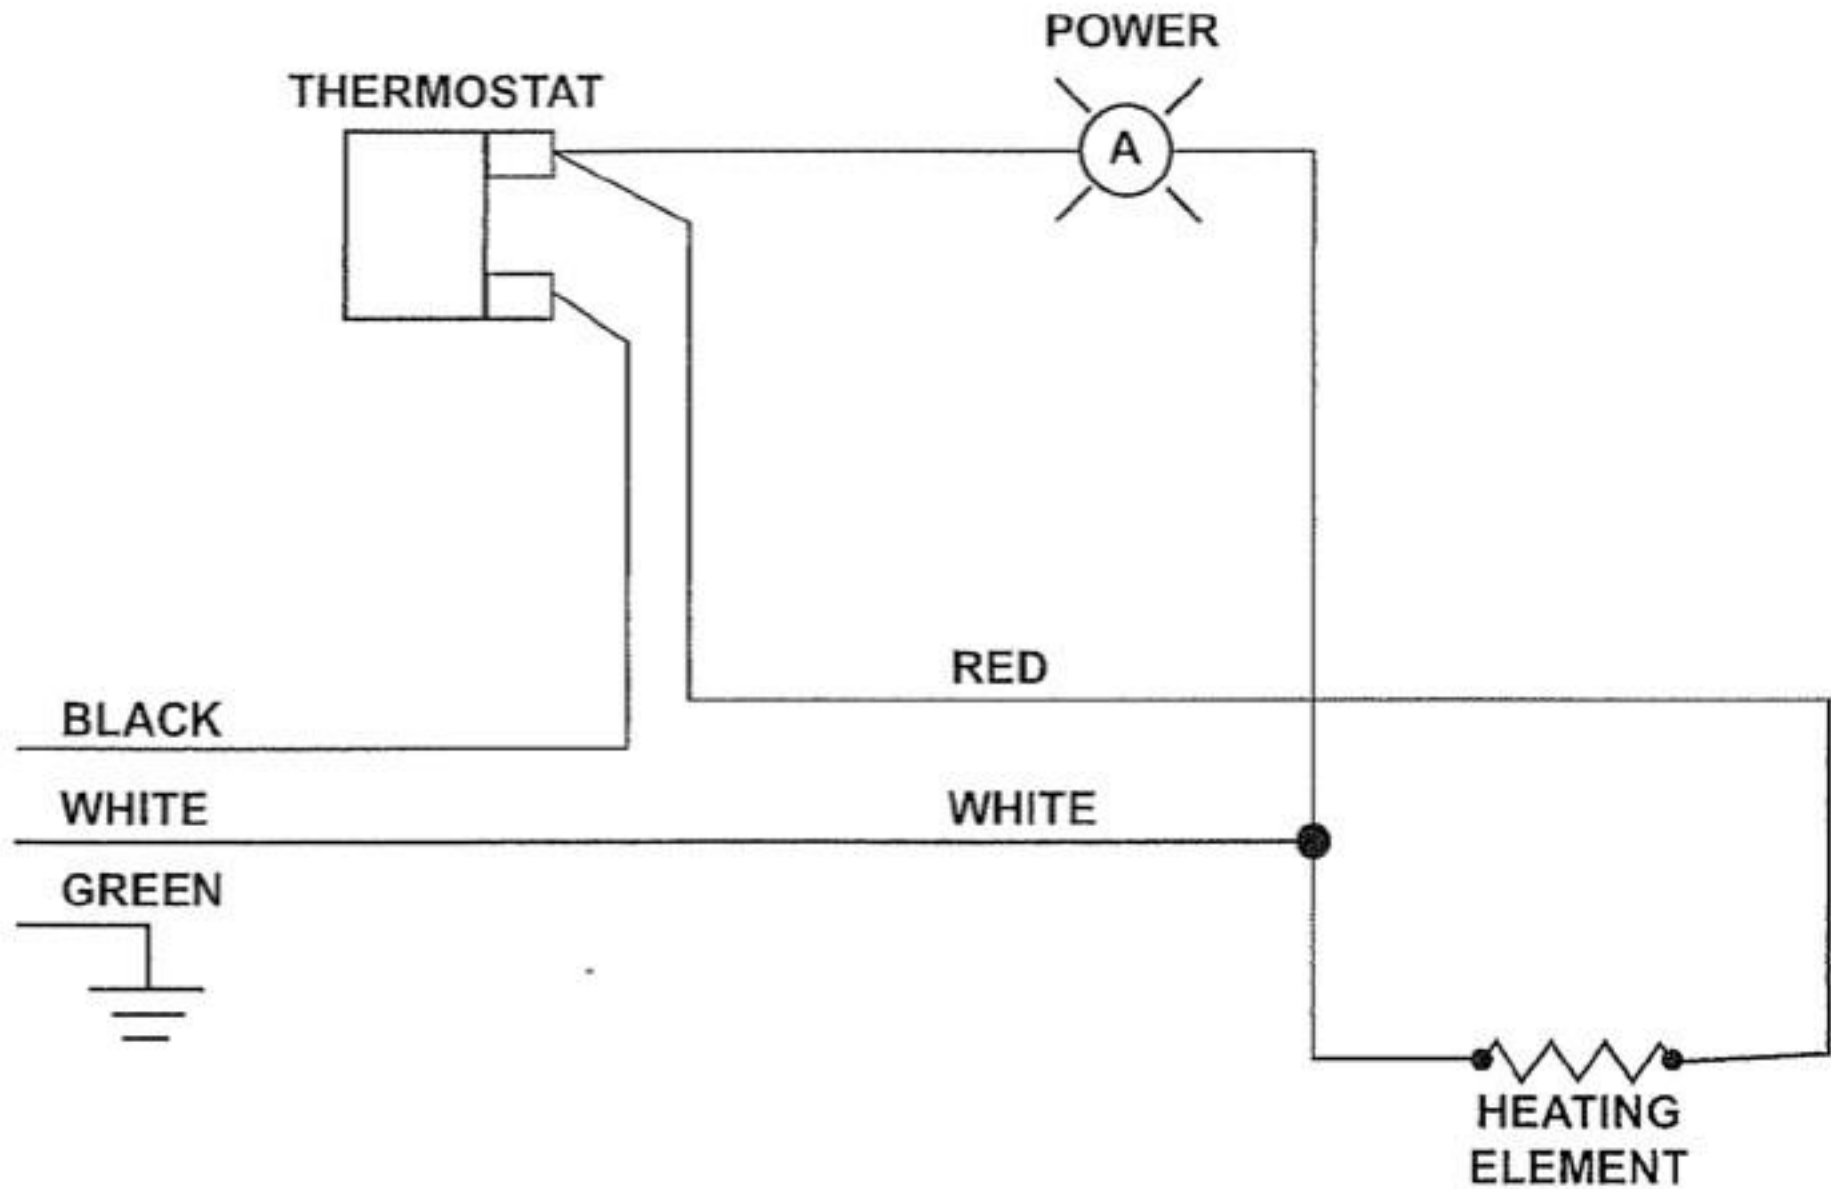 POWER
THERMOSTAT
A
RED
BLACK
WHITE
WHITE
GREEN
HEATING
ELEMENT